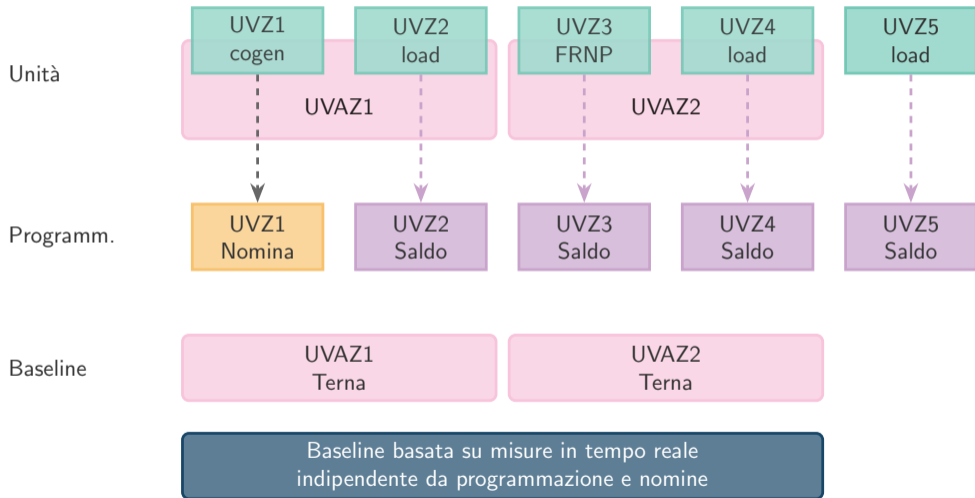 Unità
UVZ1
cogen
UVZ2
load
UVZ3
FRNP
UVZ4
load
UVZ5
load
UVAZ1
UVAZ2
Programm.
UVZ1
Nomina
UVZ2
Saldo
UVZ3
Saldo
UVZ4
Saldo
UVZ5
Saldo
Baseline
UVAZ1
Terna
UVAZ2
Terna
Baseline basata su misure in tempo reale
indipendente da programmazione e nomine